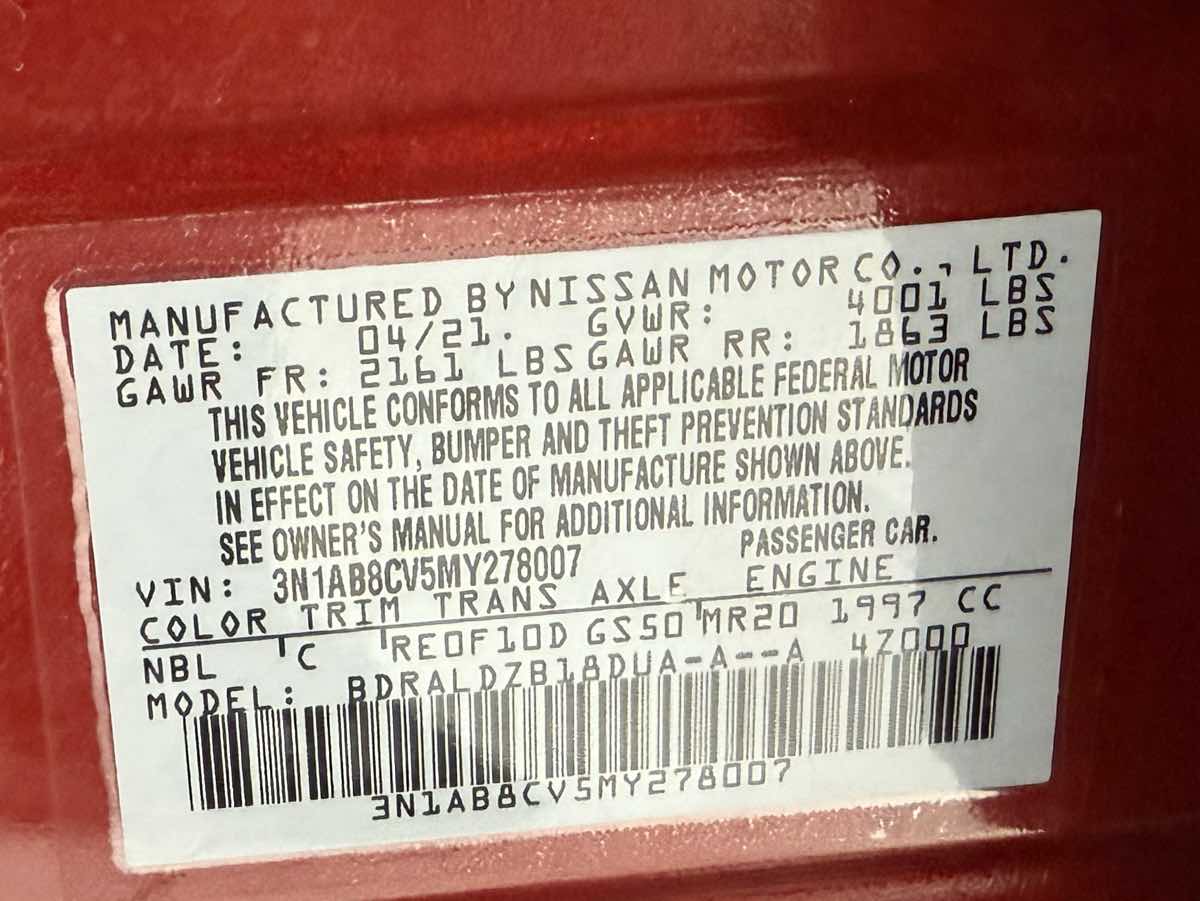 MANUFACTURED BY NISSAN MOTOR CO., LTD.
DATE: 04/21. GVWR: 4001 LBS
GAWR FR: 2161 LBS GAWR RR: 1863 LBS
THIS VEHICLE CONFORMS TO ALL APPLICABLE FEDERAL MOTOR
VEHICLE SAFETY, BUMPER AND THEFT PREVENTION STANDARDS
IN EFFECT ON THE DATE OF MANUFACTURE SHOWN ABOVE.
SEE OWNER'S MANUAL FOR ADDITIONAL INFORMATION.
VIN: 3N1AB8CV5MY278007 PASSENGER CAR.
COLOR TRIM TRANS AXLE ENGINE
NBL C RE0F10D GS50 MR20 1997 CC
MODEL: BDRALDZB18DUA-A--A 4Z000
3N1AB8CV5MY278007